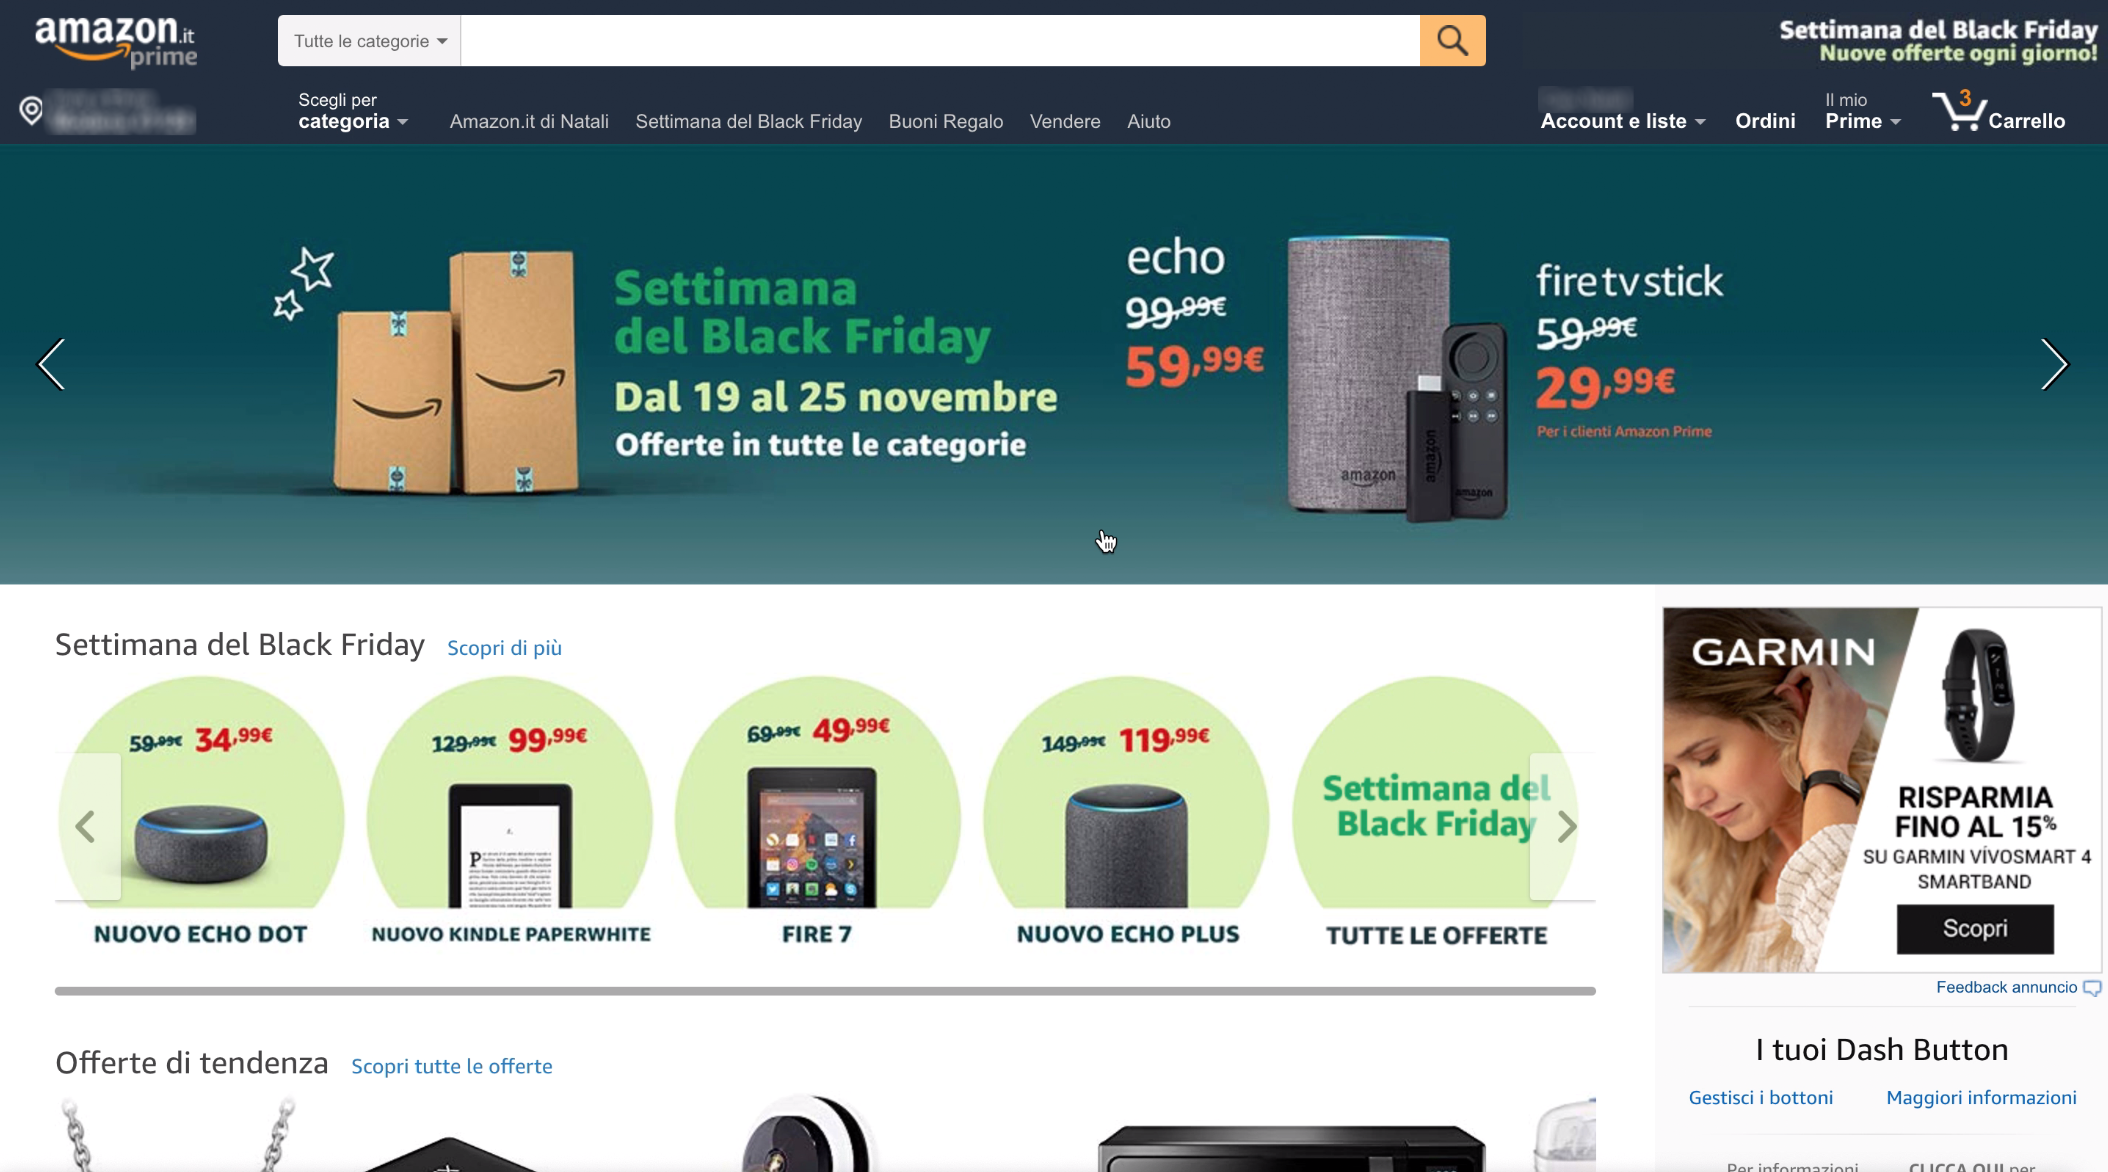 amazon.it
prime
Tutte le categorie
Settimana del Black Friday
Nuove offerte ogni giorno!
Scegli per
categoria
Amazon.it di Natali
Settimana del Black Friday
Buoni Regalo
Vendere
Aiuto
Account e liste
Ordini
Il mio
Prime
3
Carrello
Settimana
del Black Friday
Dal 19 al 25 novembre
Offerte in tutte le categorie
echo
99,99€
59,99€
amazon
amazon
amazon
fire tv stick
59,99€
29,99€
Per i clienti Amazon Prime
Settimana del Black Friday
Scopri di più
59,99€ 34,99€
NUOVO ECHO DOT
129,99€ 99,99€
NUOVO KINDLE PAPERWHITE
69,99€ 49,99€
FIRE 7
149,99€ 119,99€
NUOVO ECHO PLUS
Settimana del
Black Friday
TUTTE LE OFFERTE
GARMIN
RISPARMIA
FINO AL 15%
SU GARMIN VÍVOSMART 4
SMARTBAND
Scopri
Feedback annuncio
I tuoi Dash Button
Gestisci i bottoni
Maggiori informazioni
Per informazioni
CLICCA QUI per
Offerte di tendenza
Scopri tutte le offerte